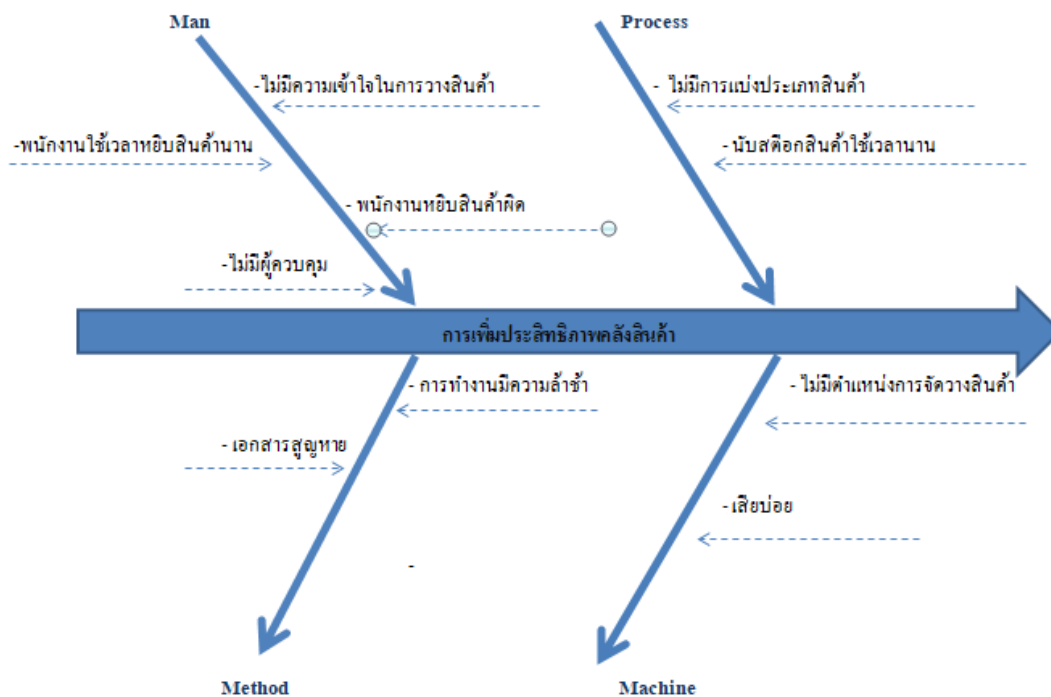 Man
Process
-ไม่มีความเข้าใจในการวางสินค้า
- ไม่มีการแบ่งประเภทสินค้า
-พนักงานใช้เวลาหยิบสินค้านาน
- นับสต๊อกสินค้าใช้เวลานาน
- พนักงานหยิบสินค้าผิด
-ไม่มีผู้ควบคุม
การเพิ่มประสิทธิภาพคลังสินค้า
- การทำงานมีความล้าช้า
- ไม่มีตำแหน่งการจัดวางสินค้า
- เอกสารสูญหาย
-เสียบ่อย
-
Method
Machine